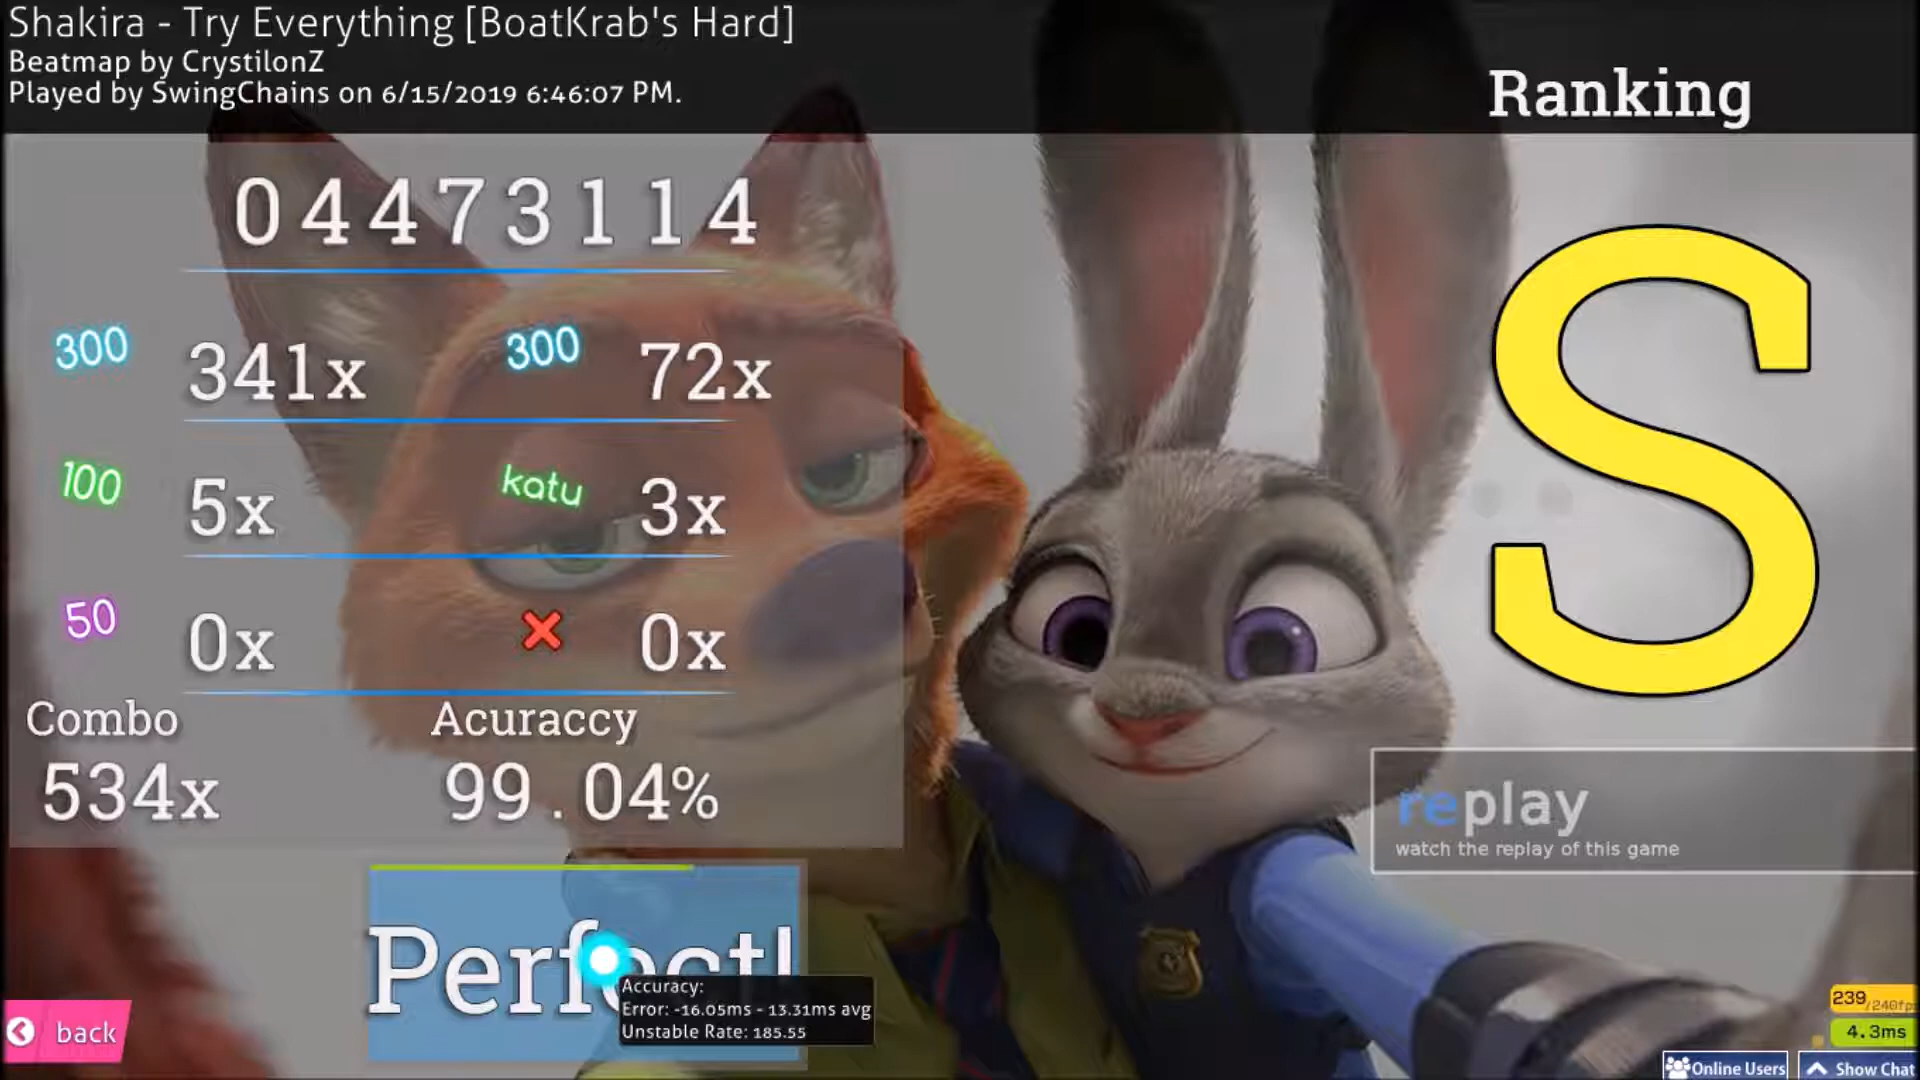 Shakira - Try Everything [BoatKrab's Hard]
Beatmap by CrystilonZ
Played by SwingChains on 6/15/2019 6:46:07 PM.
Ranking
04473114
300 341x 300 72x
100 5x katu 3x
50 0x 0x
Combo Acuraccy
534x 99.04%
S
replay
watch the replay of this game
Perfect!
Accuracy:
Error: -16.05ms - 13.31ms avg
Unstable Rate: 185.55
back
239/240fps
4.3ms
Online Users
Show Chat